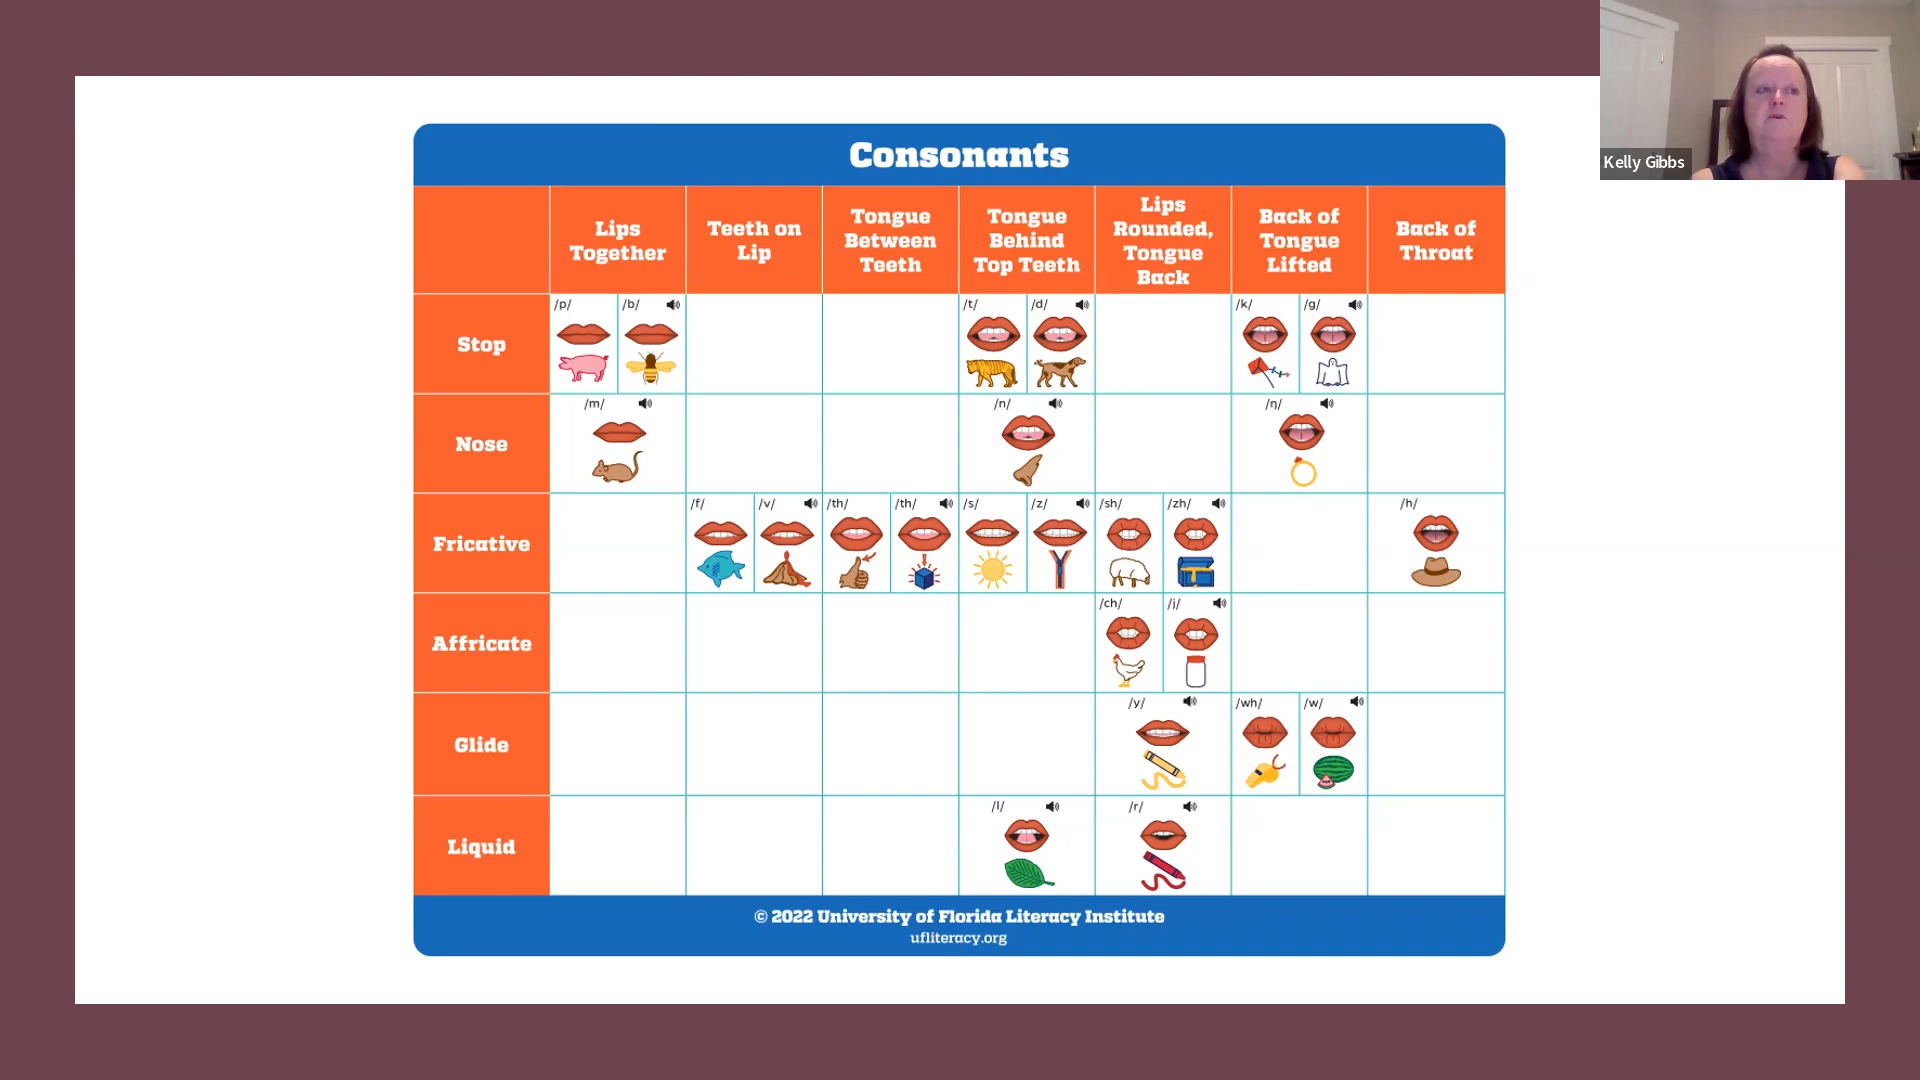 Kelly Gibbs
Consonants
Lips
Together
Teeth on
Lip
Tongue
Between
Teeth
Tongue
Behind
Top Teeth
Lips
Rounded,
Tongue
Back
Back of
Tongue
Lifted
Back of
Throat
Stop
/p/
/b/
/t/
/d/
/k/
/g/
Nose
/m/
/n/
/ŋ/
Fricative
/f/
/v/
/th/
/th/
/s/
/z/
/sh/
/zh/
/h/
Affricate
/ch/
/j/
Glide
/y/
/wh/
/w/
Liquid
/l/
/r/
© 2022 University of Florida Literacy Institute
ufliteracy.org